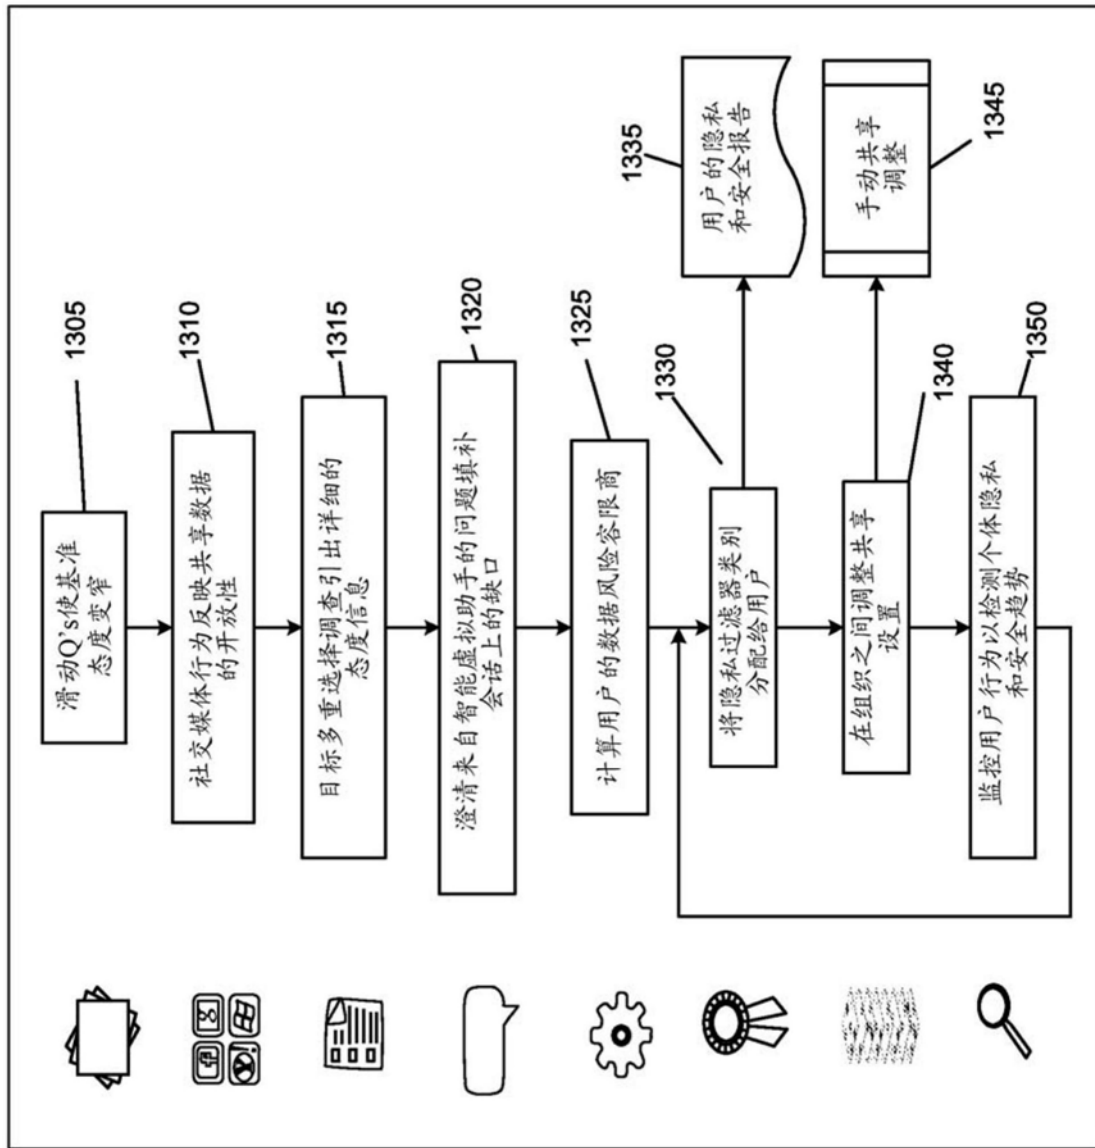 滑动Q's使基准
态度变窄
1305
社交媒体行为反映共享数据
的开放性
1310
目标多重选择调查引出详细的
态度信息
1315
澄清来自智能虚拟助手的问题填补
会话上的缺口
1320
计算用户的数据风险容限商
1325
将隐私过滤器类别
分配给用户
1330
用户的隐私
和安全报告
1335
在组织之间调整共享
设置
1340
手动共享
调整
1345
监控用户行为以检测个体隐私
和安全趋势
1350